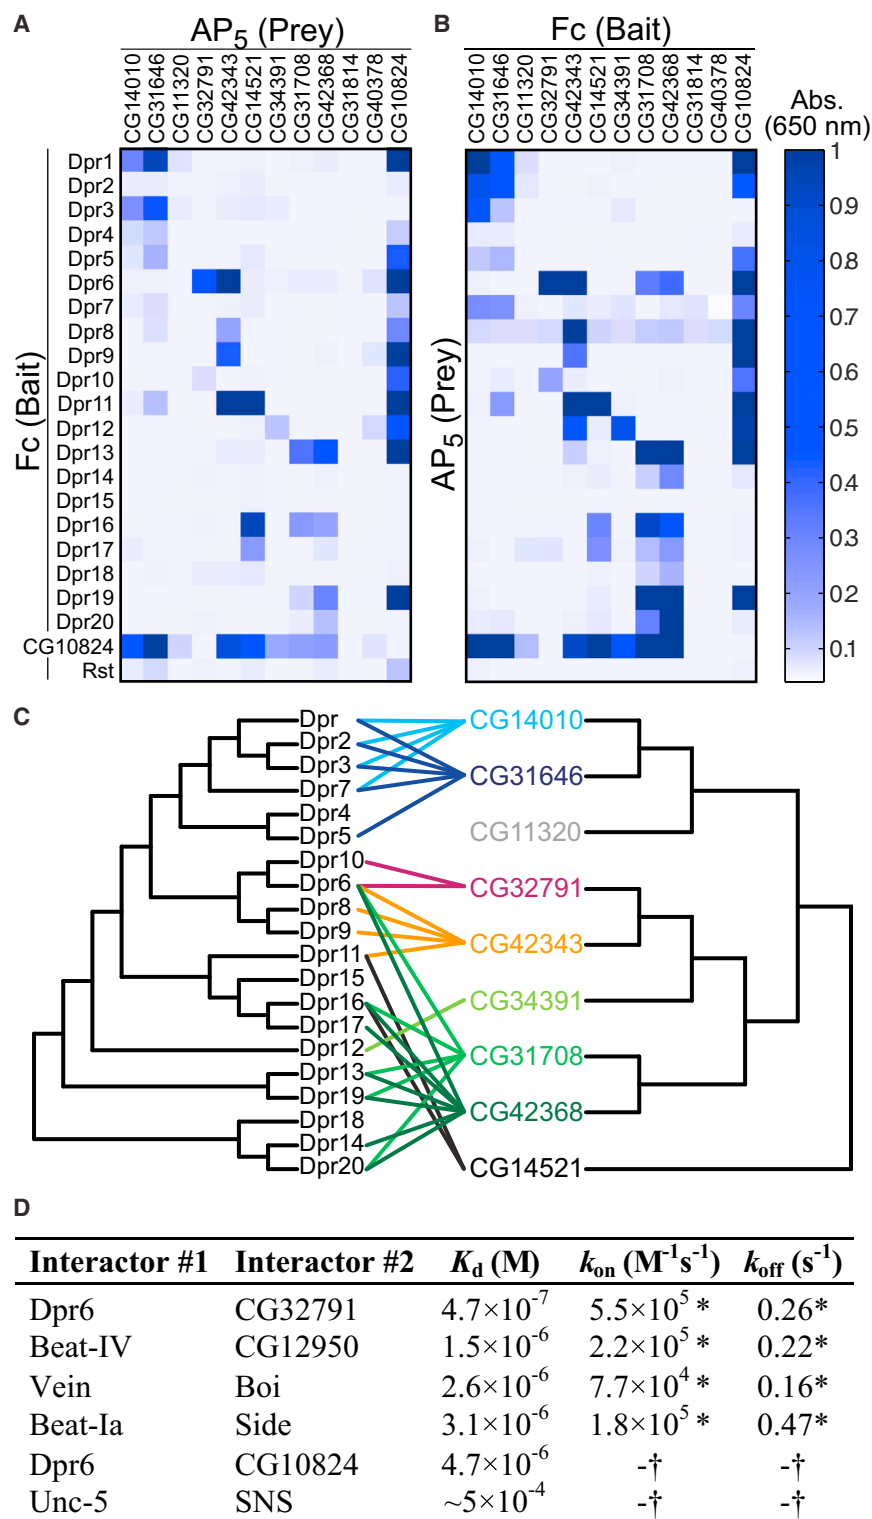 A
AP5 (Prey)
CG14010
CG31646
CG11320
CG32791
CG42343
CG14521
CG34391
CG31708
CG42368
CG31814
CG40378
CG10824
Fc (Bait)
Dpr1
Dpr2
Dpr3
Dpr4
Dpr5
Dpr6
Dpr7
Dpr8
Dpr9
Dpr10
Dpr11
Dpr12
Dpr13
Dpr14
Dpr15
Dpr16
Dpr17
Dpr18
Dpr19
Dpr20
CG10824
Rst
B
Fc (Bait)
CG14010
CG31646
CG11320
CG32791
CG42343
CG14521
CG34391
CG31708
CG42368
CG31814
CG40378
CG10824
AP5 (Prey)
Abs.
(650 nm)
1
0.9
0.8
0.7
0.6
0.5
0.4
0.3
0.2
0.1
C
Dpr
Dpr2
Dpr3
Dpr7
Dpr4
Dpr5
Dpr10
Dpr6
Dpr8
Dpr9
Dpr11
Dpr15
Dpr16
Dpr17
Dpr12
Dpr13
Dpr19
Dpr18
Dpr14
Dpr20
CG14010
CG31646
CG11320
CG32791
CG42343
CG34391
CG31708
CG42368
CG14521
D
Interactor #1 Interactor #2 Kd (M) kon (M⁻¹s⁻¹) koff (s⁻¹)
Dpr6 CG32791 4.7×10⁻⁷ 5.5×10⁵ * 0.26*
Beat-IV CG12950 1.5×10⁻⁶ 2.2×10⁵ * 0.22*
Vein Boi 2.6×10⁻⁶ 7.7×10⁴ * 0.16*
Beat-Ia Side 3.1×10⁻⁶ 1.8×10⁵ * 0.47*
Dpr6 CG10824 4.7×10⁻⁶ -† -†
Unc-5 SNS ~5×10⁻⁴ -† -†